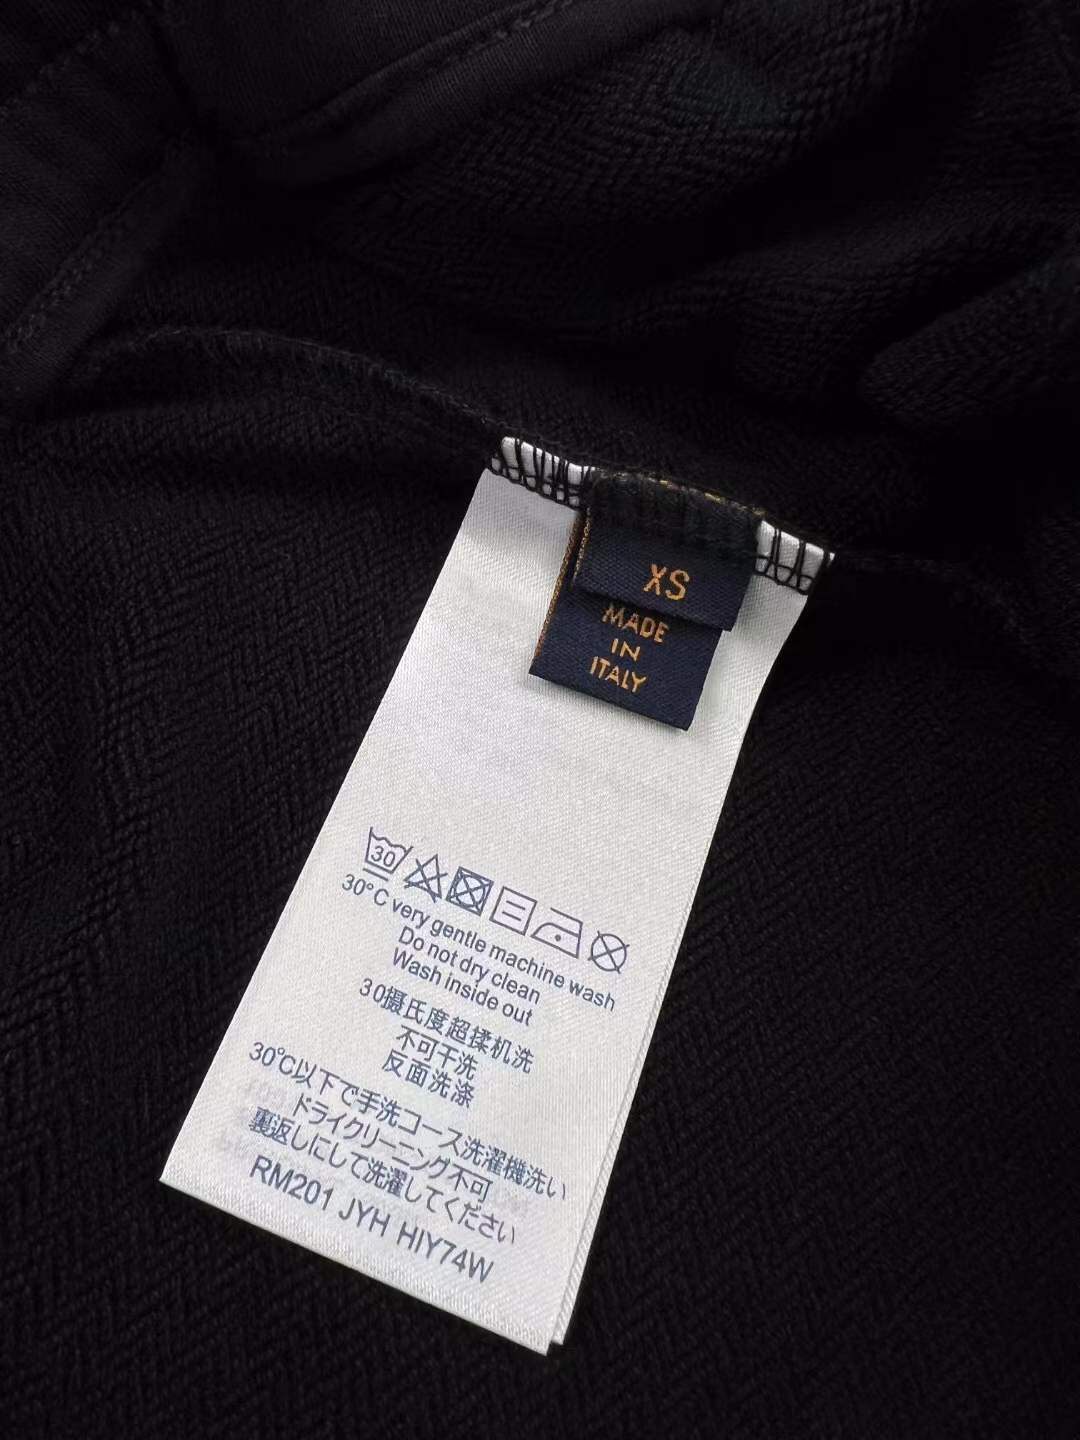 XS
MADE
IN
ITALY
30
30°C very gentle machine wash
Do not dry clean
Wash inside out
30摄氏度超揉机洗
不可干洗
反面洗涤
30℃以下で手洗コース洗濯機洗い
ドライクリーニング不可
裏返しにして洗濯してください
RM201 JYH HIY74W